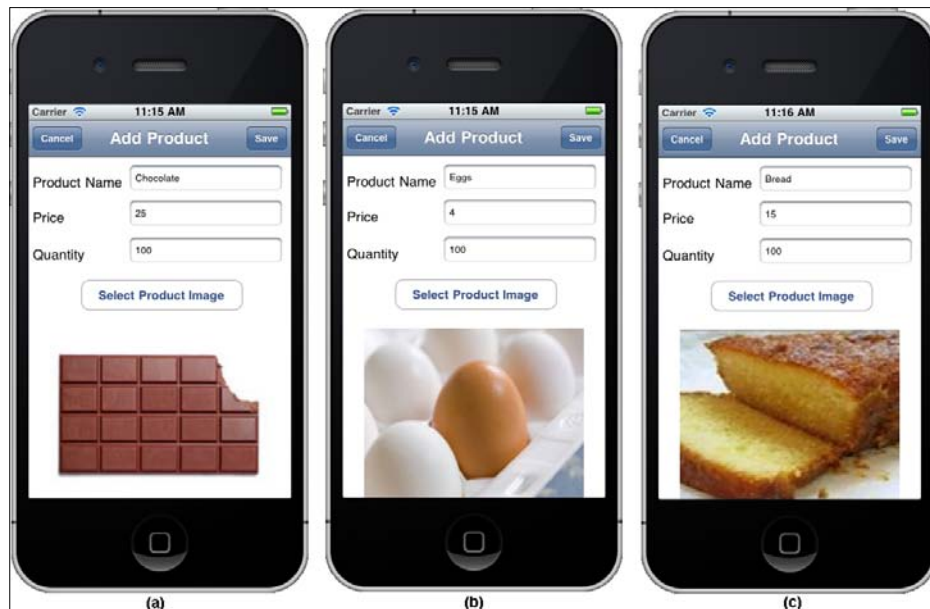 Carrier 11:15 AM
Cancel Add Product Save
Product Name Chocolate
Price 25
Quantity 100
Select Product Image
(a)
Carrier 11:15 AM
Cancel Add Product Save
Product Name Eggs
Price 4
Quantity 100
Select Product Image
(b)
Carrier 11:16 AM
Cancel Add Product Save
Product Name Bread
Price 15
Quantity 100
Select Product Image
(c)